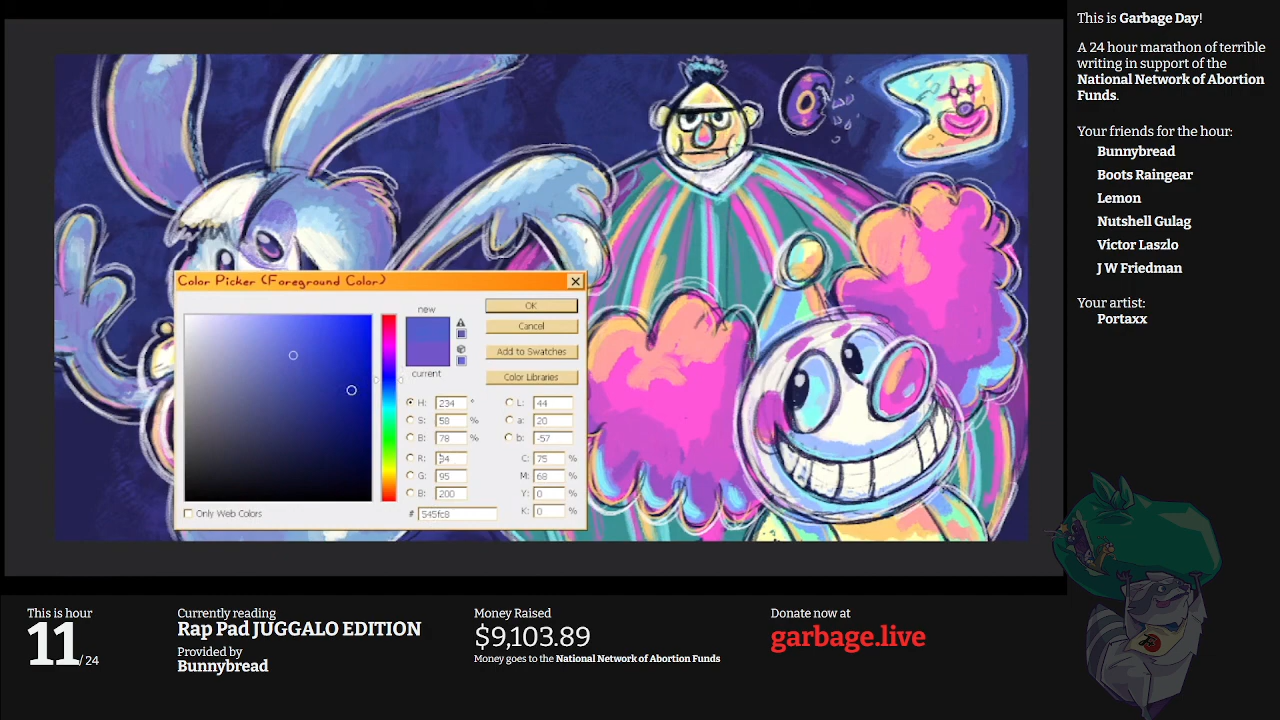 This is Garbage Day!
A 24 hour marathon of terrible
writing in support of the
National Network of Abortion
Funds.
Your friends for the hour:
Bunnybread
Boots Raingear
Lemon
Nutshell Gulag
Victor Laszlo
J W Friedman
Your artist:
Portaxx
Color Picker (Foreground Color)
new
OK
Cancel
Add to Swatches
current
Color Libraries
H: 234 °
L: 44
S: 58 %
a: 20
B: 78 %
b: -57
R: 84
C: 75 %
G: 95
M: 68 %
B: 200
Y: 0 %
# 545fc8
K: 0 %
Only Web Colors
This is hour
11/24
Currently reading
Rap Pad JUGGALO EDITION
Provided by
Bunnybread
Money Raised
$9,103.89
Money goes to the National Network of Abortion Funds
Donate now at
garbage.live